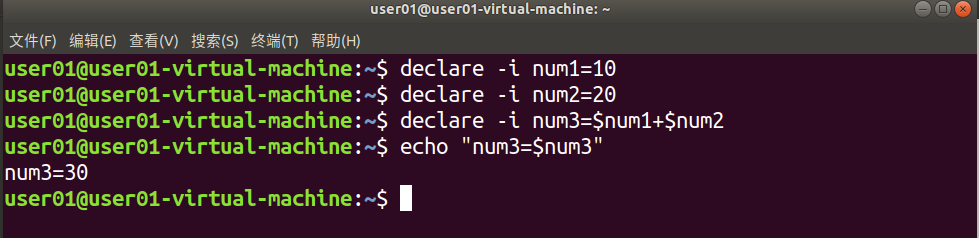 user01@user01-virtual-machine: ~
文件(F) 编辑(E) 查看(V) 搜索(S) 终端(T) 帮助(H)
user01@user01-virtual-machine:~$ declare -i num1=10
user01@user01-virtual-machine:~$ declare -i num2=20
user01@user01-virtual-machine:~$ declare -i num3=$num1+$num2
user01@user01-virtual-machine:~$ echo "num3=$num3"
num3=30
user01@user01-virtual-machine:~$